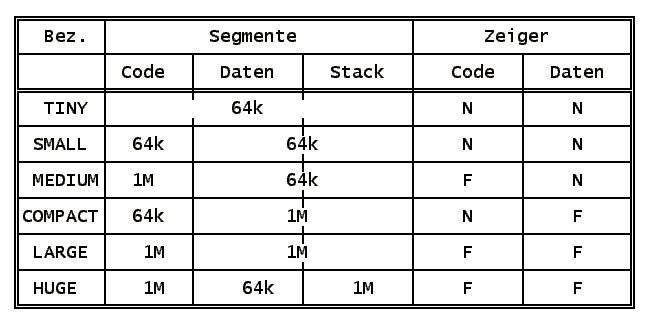 Bez. Segmente Zeiger
Code Daten Stack Code Daten
TINY 64k N N
SMALL 64k 64k N N
MEDIUM 1M 64k F N
COMPACT 64k 1M N F
LARGE 1M 1M F F
HUGE 1M 64k 1M F F